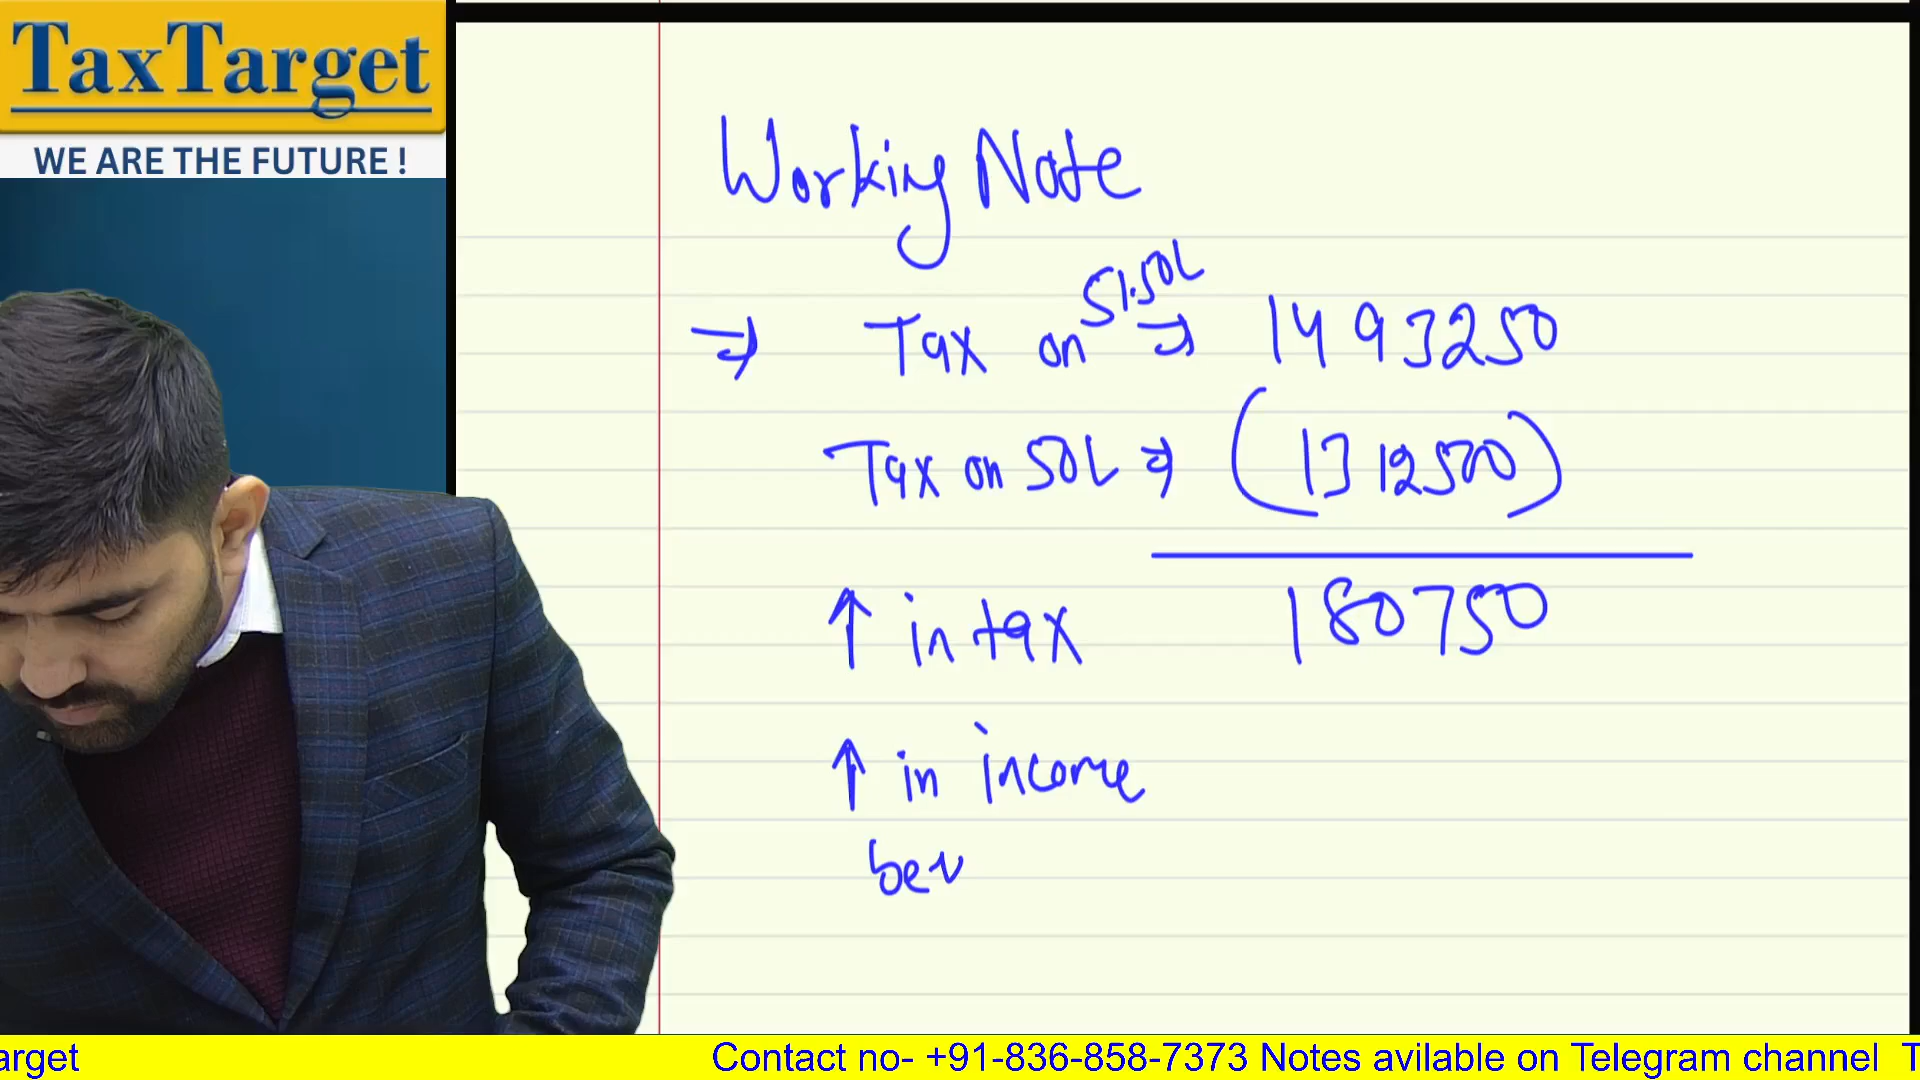 TaxTarget
WE ARE THE FUTURE !
Working Note
⇒ Tax on 51.50L ⇒ 1493250
Tax on 50L ⇒ (1312500)
↑ in tax 180750
↑ in income
arget Contact no- +91-836-858-7373 Notes avilable on Telegram channel T